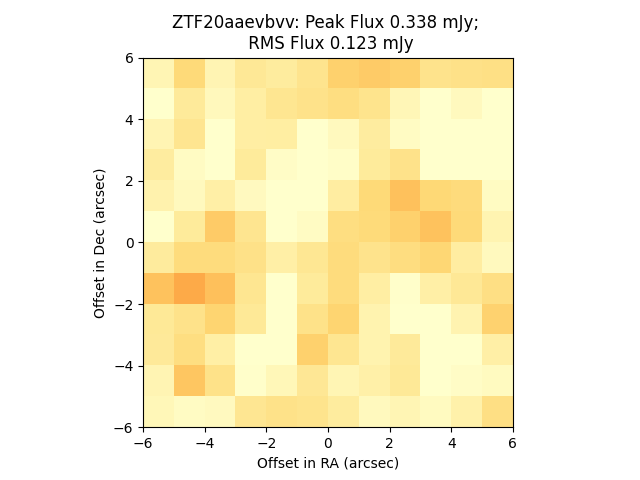 ZTF20aaevbvv: Peak Flux 0.338 mJy;
RMS Flux 0.123 mJy
6
4
2
0
−2
−4
−6
Offset in Dec (arcsec)
−6 −4 −2 0 2 4 6
Offset in RA (arcsec)